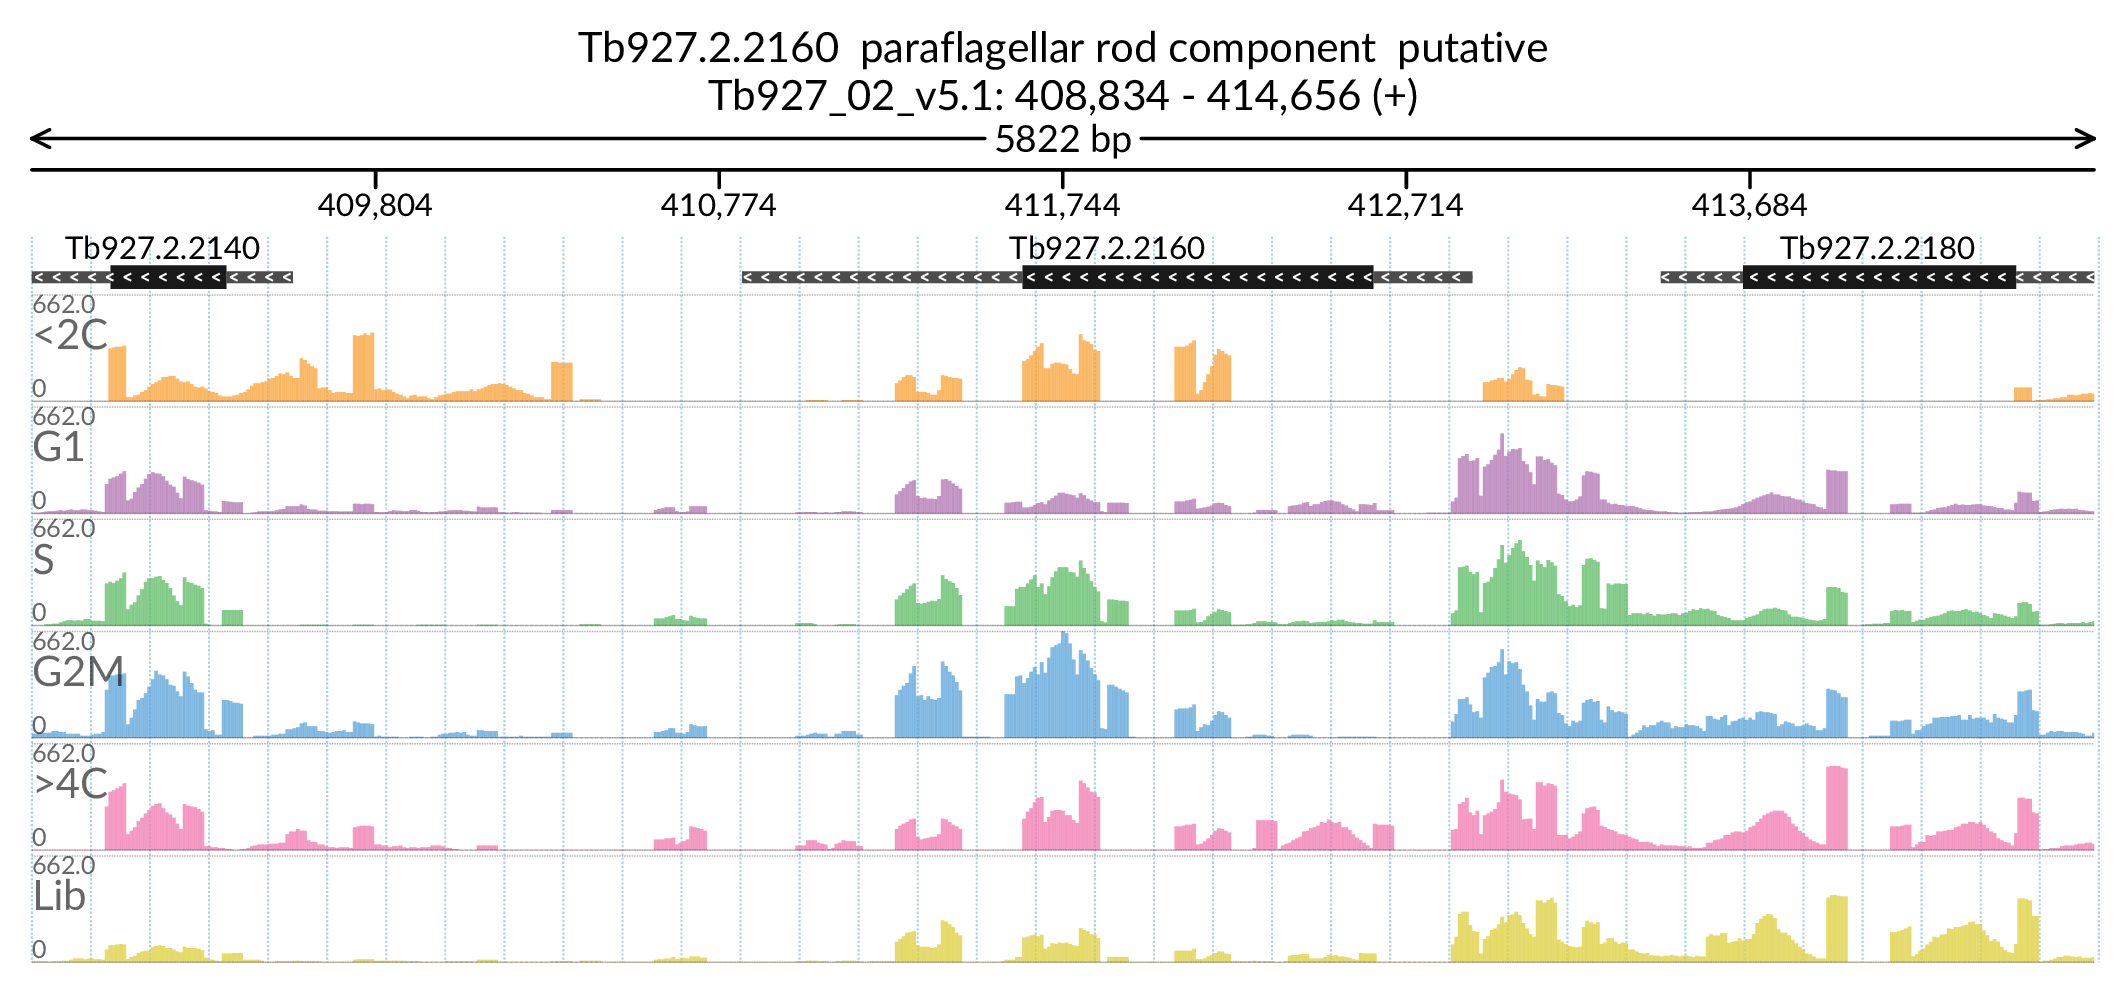 Tb927.2.2160 paraflagellar rod component putative
Tb927_02_v5.1: 408,834 - 414,656 (+)
5822 bp
409,804 410,774 411,744 412,714 413,684
Tb927.2.2140 Tb927.2.2160 Tb927.2.2180
662.0
<2C
0
662.0
G1
0
662.0
S
0
662.0
G2M
0
662.0
>4C
0
662.0
Lib
0